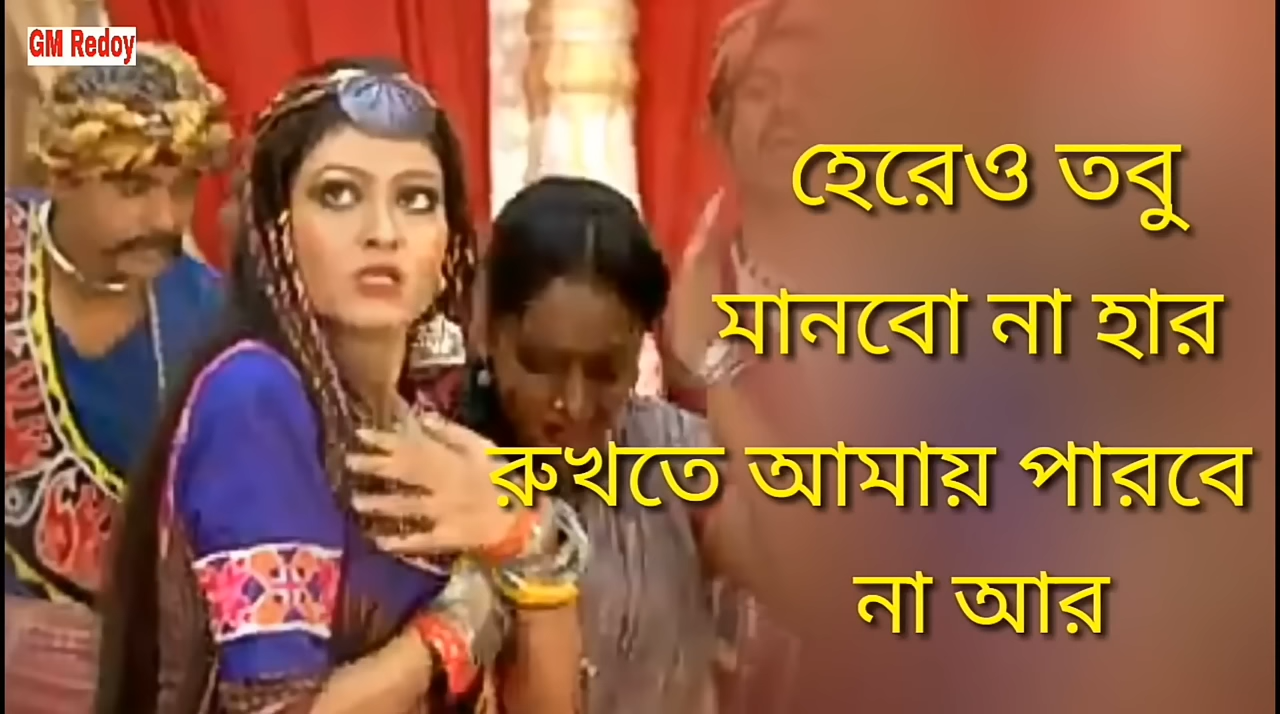 GM Redoy
হেরেও তবু
মানবো না হার
রুখতে আমায় পারবে
না আর